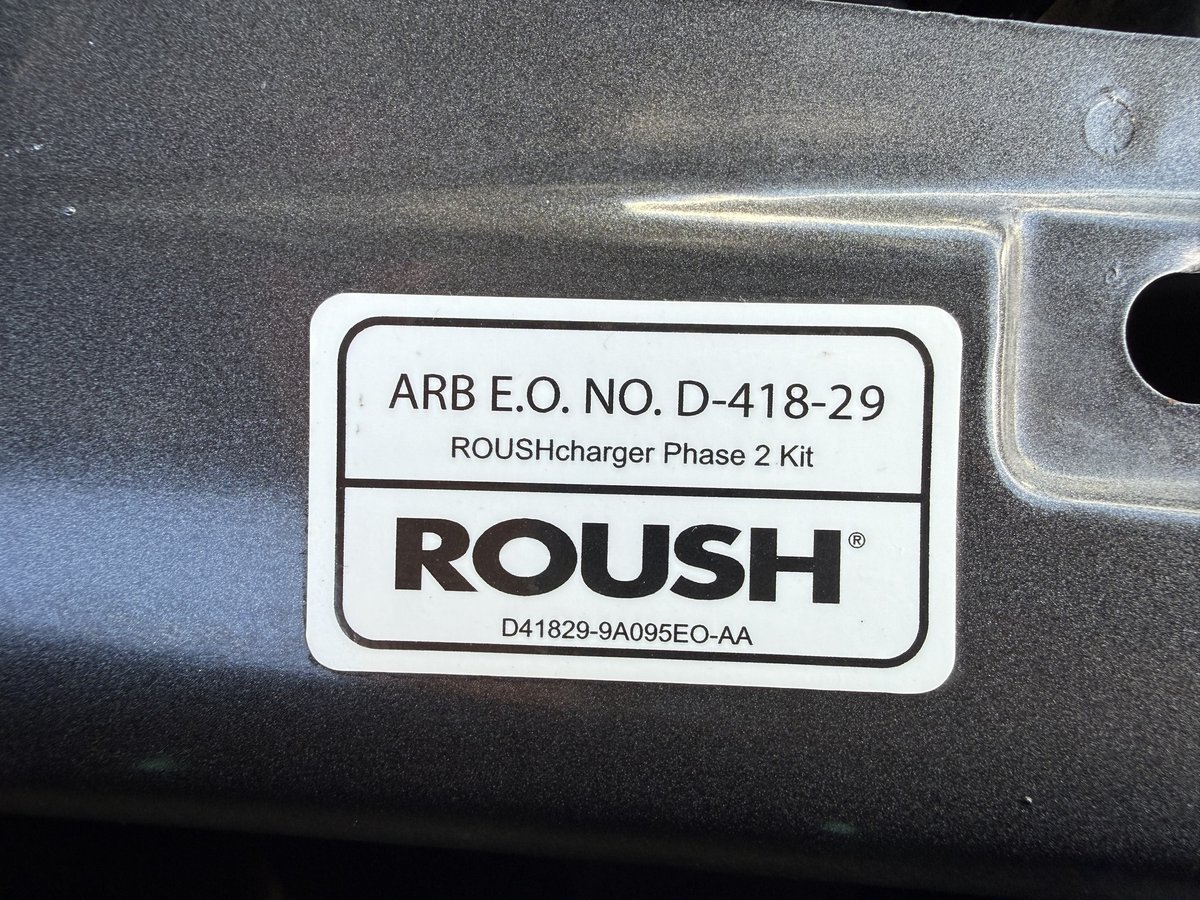 ARB E.O. NO. D-418-29
ROUSHcharger Phase 2 Kit
ROUSH®
D41829-9A095EO-AA